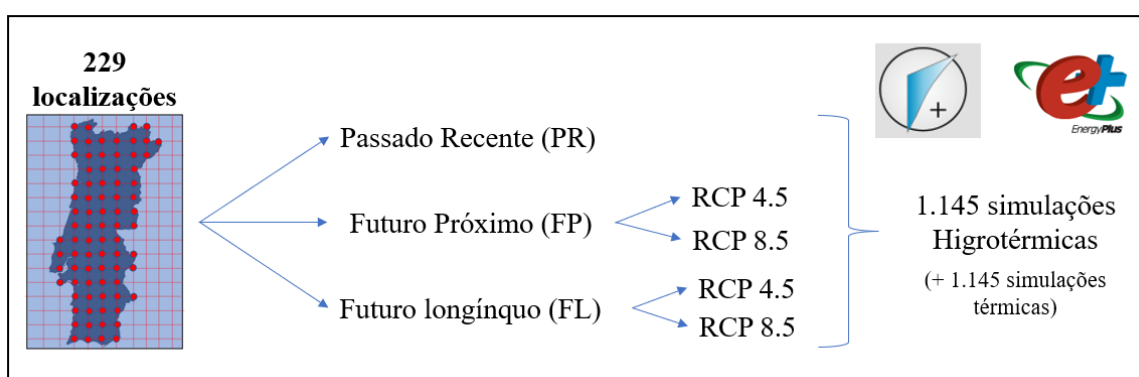 229
localizações
Passado Recente (PR)
Futuro Próximo (FP)
Futuro longínquo (FL)
RCP 4.5
RCP 8.5
RCP 4.5
RCP 8.5
e+
EnergyPlus
1.145 simulações
Higrotérmicas
(+ 1.145 simulações
térmicas)